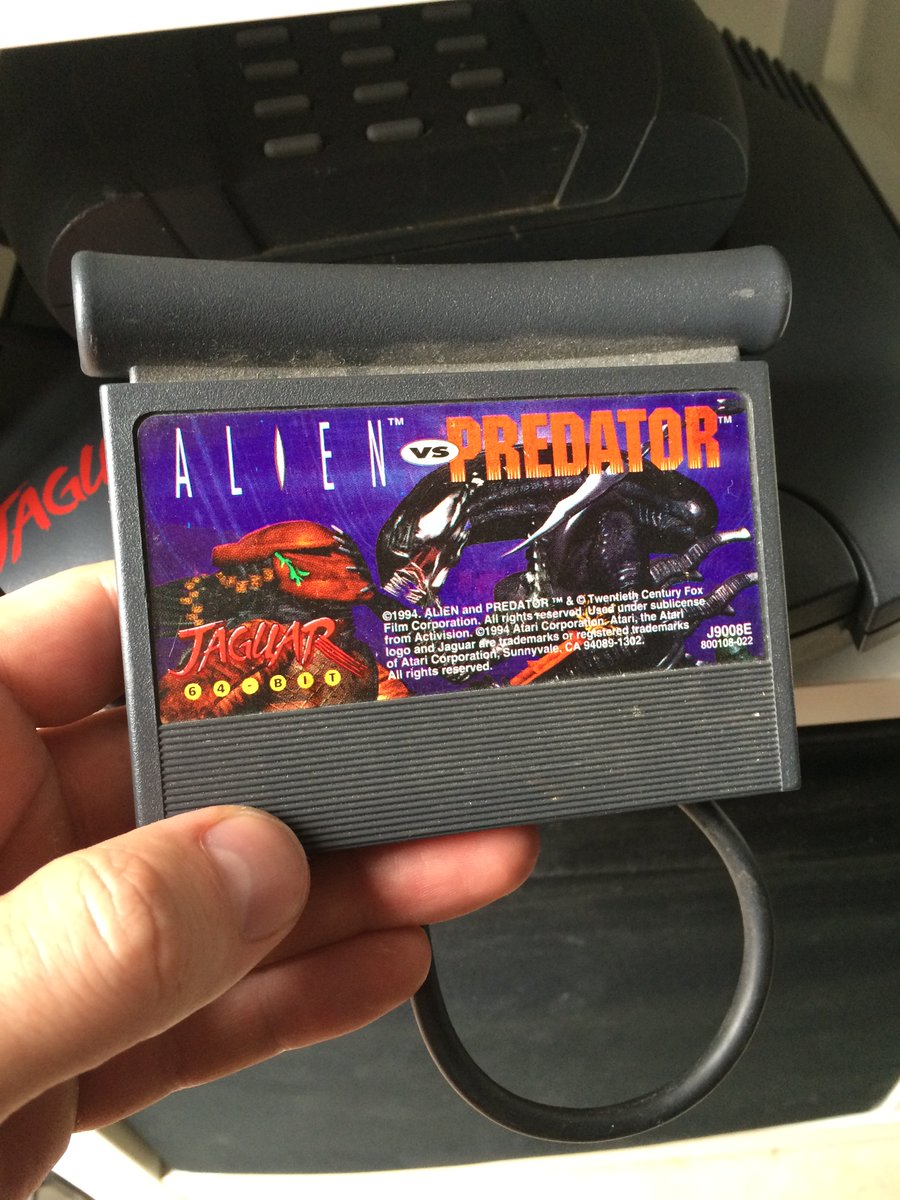 ALIEN™ VS PREDATOR™
©1994. ALIEN and PREDATOR ™ & © Twentieth Century Fox
Film Corporation. All rights reserved. Used under sublicense
from Activision. ©1994 Atari Corporation. Atari, the Atari
logo and Jaguar are trademarks or registered trademarks
of Atari Corporation, Sunnyvale, CA 94089-1302.
All rights reserved.
J9008E
800108-022
JAGUAR
64-BIT
JAGU